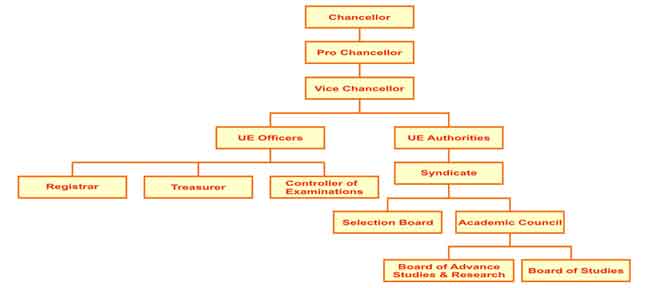 Chancellor
Pro Chancellor
Vice Chancellor
UE Officers
UE Authorities
Registrar
Treasurer
Controller of
Examinations
Syndicate
Selection Board
Academic Council
Board of Advance
Studies & Research
Board of Studies